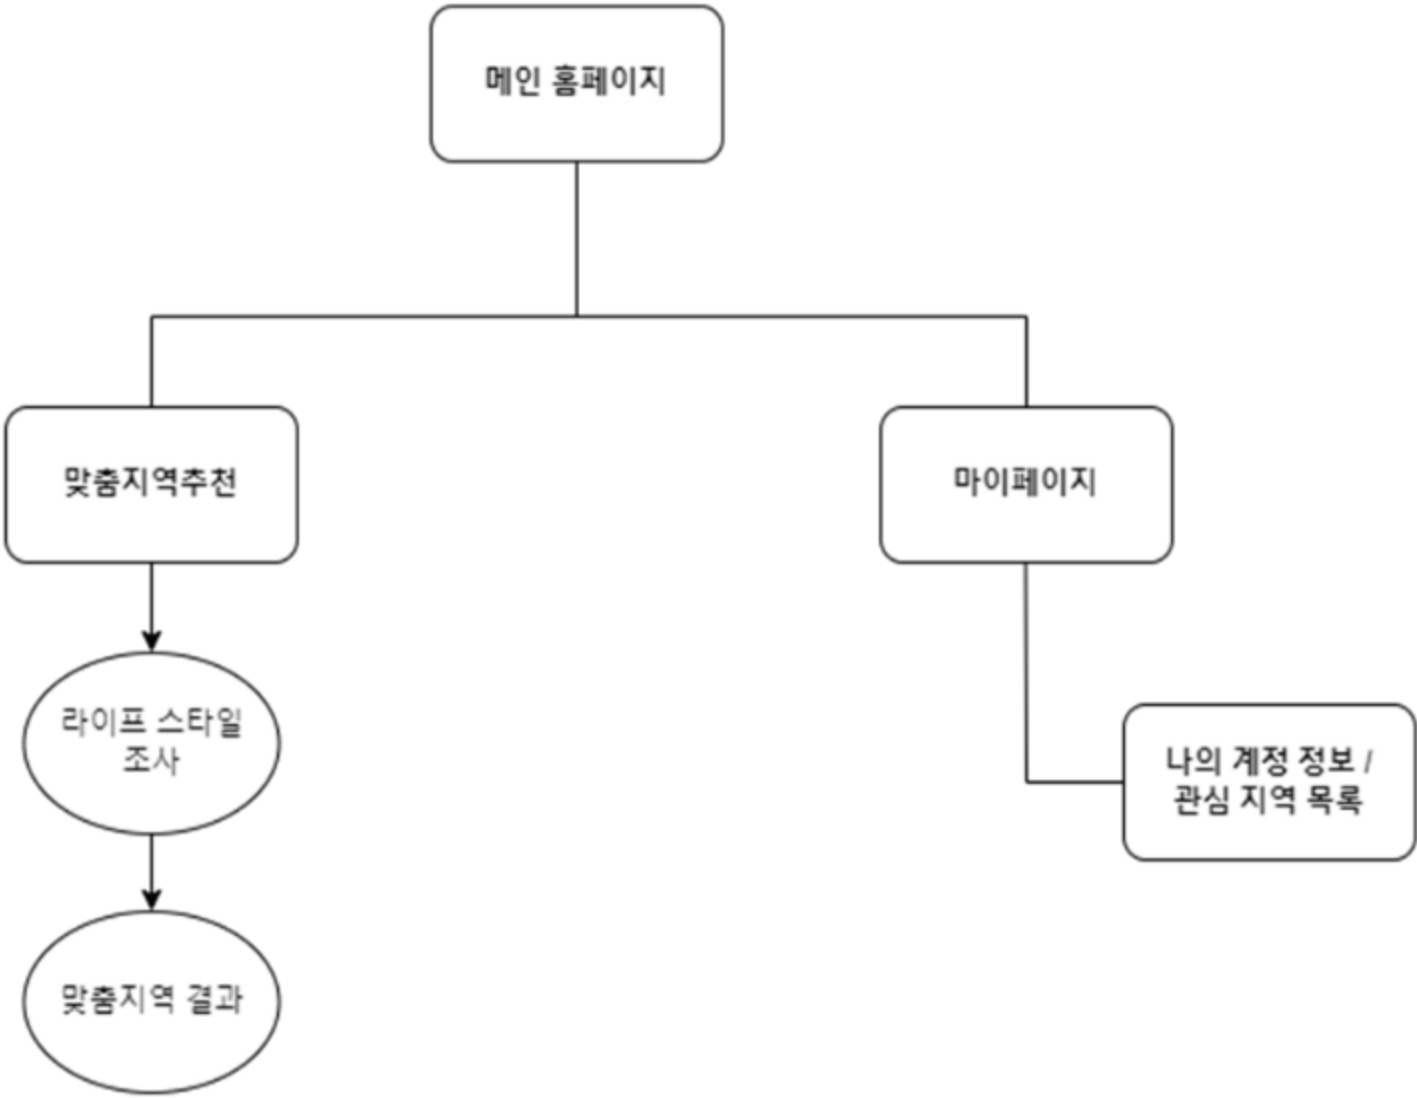 메인 홈페이지
맞춤지역추천
마이페이지
라이프 스타일
조사
나의 계정 정보 /
관심 지역 목록
맞춤지역 결과